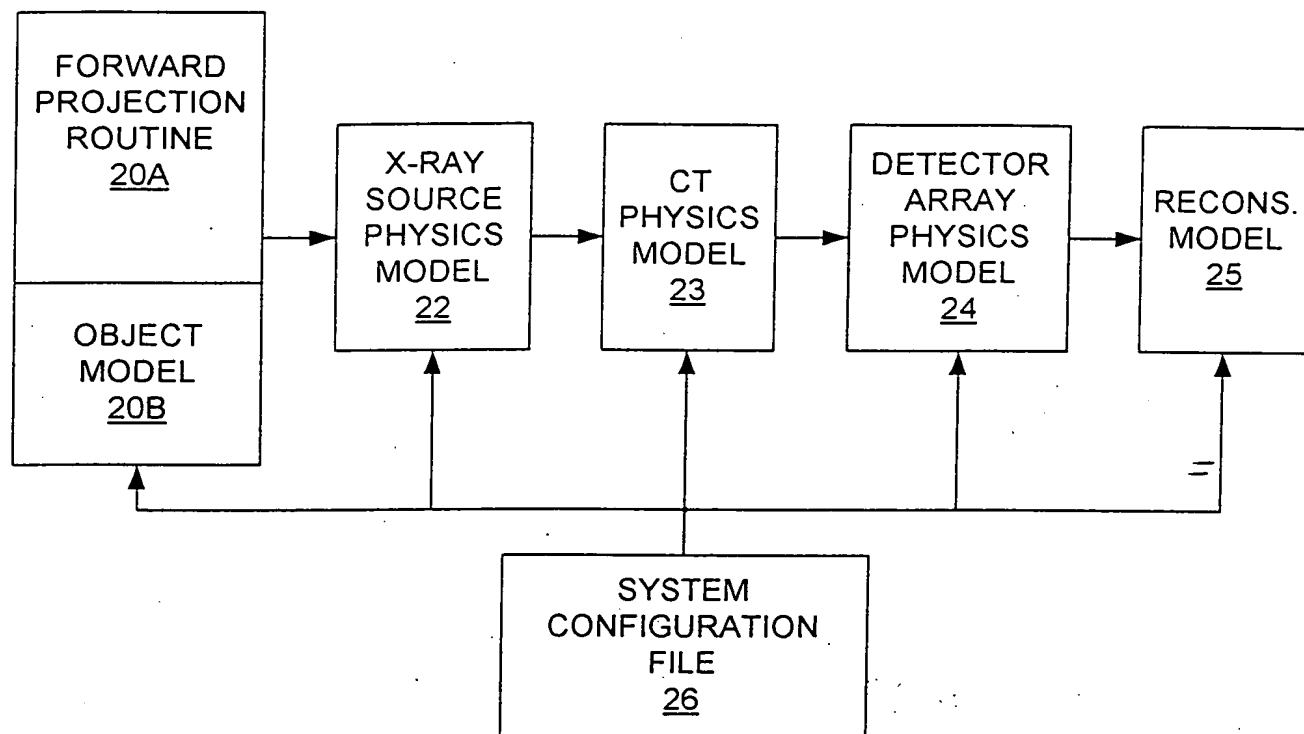 FORWARD
PROJECTION
ROUTINE
20A
OBJECT
MODEL
20B
X-RAY
SOURCE
PHYSICS
MODEL
22
CT
PHYSICS
MODEL
23
DETECTOR
ARRAY
PHYSICS
MODEL
24
RECONS.
MODEL
25
SYSTEM
CONFIGURATION
FILE
26